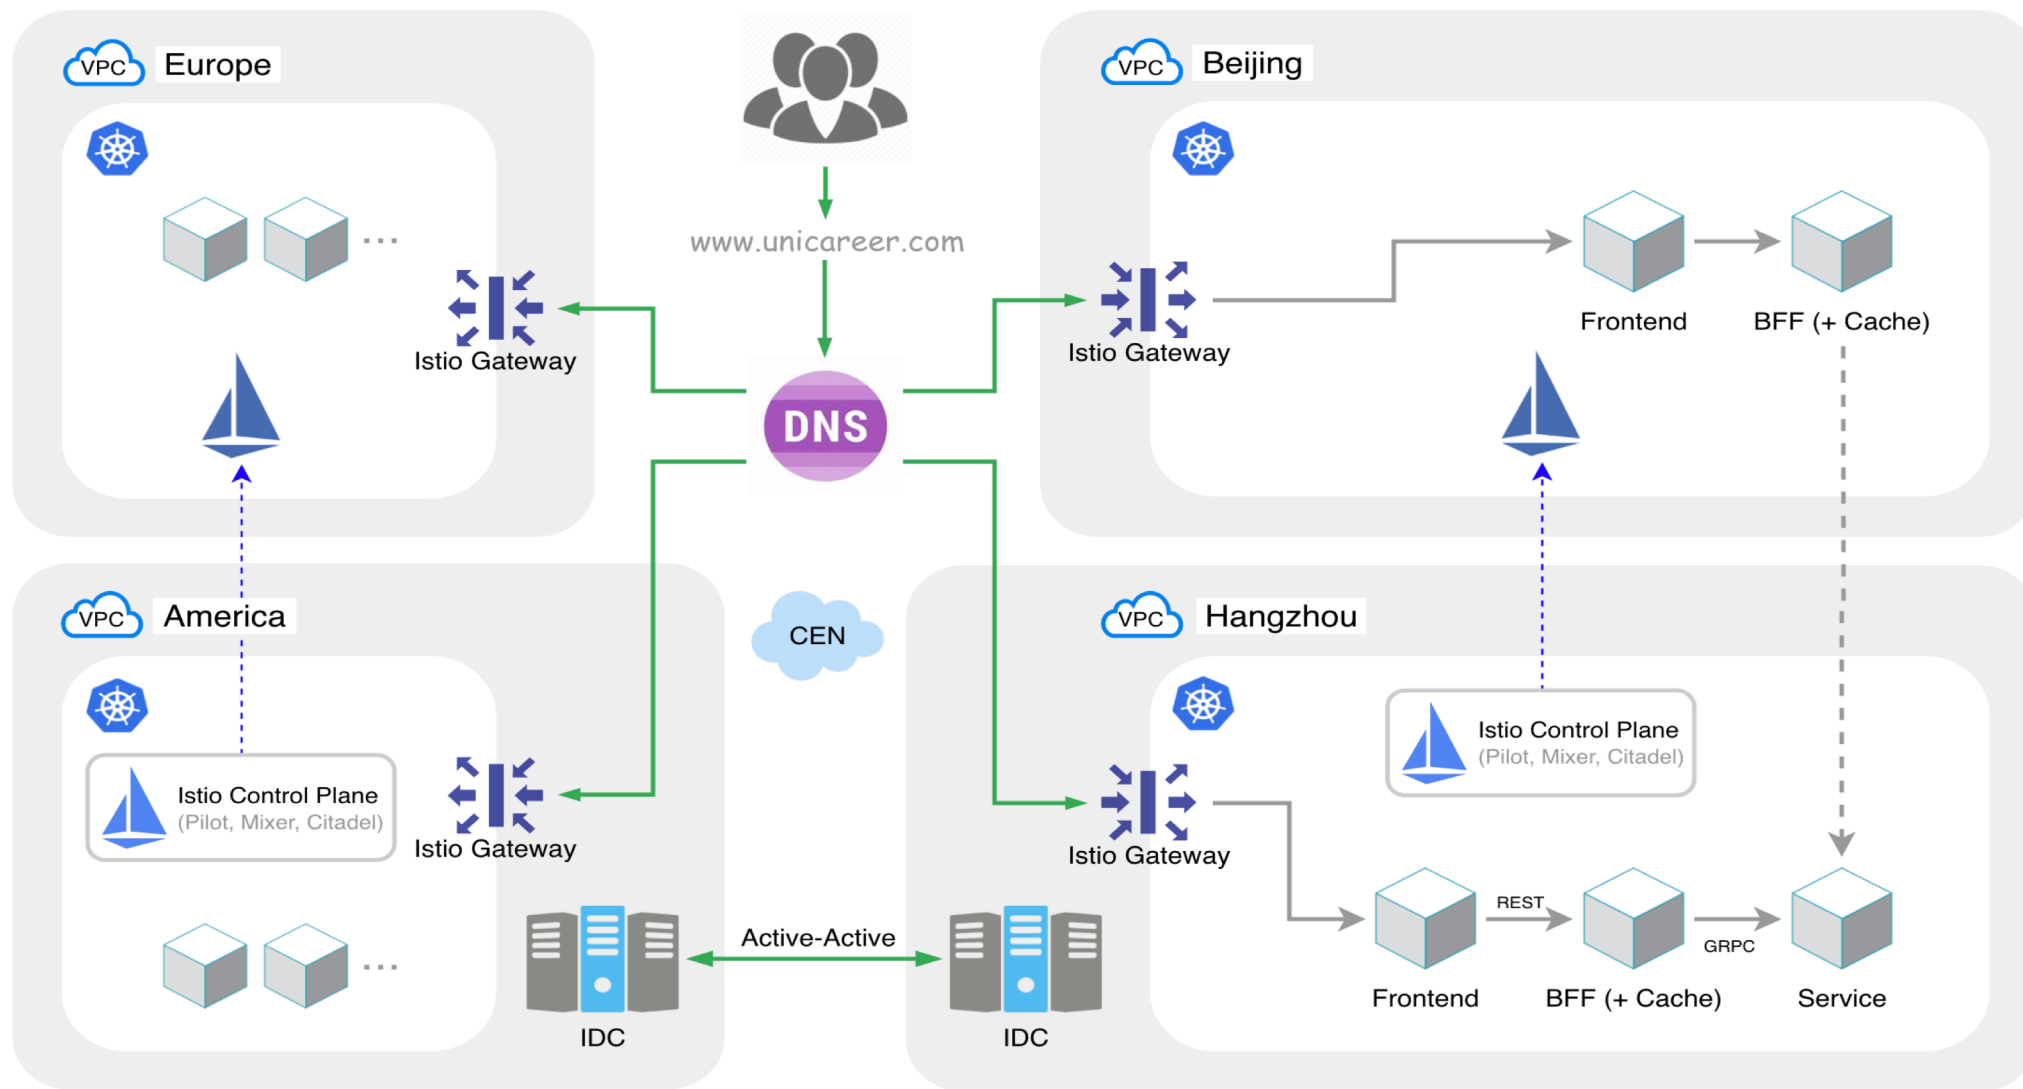 VPC
Europe
Istio Gateway
www.unicareer.com
DNS
VPC
Beijing
Istio Gateway
Frontend
BFF (+ Cache)
VPC
America
Istio Control Plane
(Pilot, Mixer, Citadel)
Istio Gateway
...
IDC
CEN
Active-Active
VPC
Hangzhou
Istio Control Plane
(Pilot, Mixer, Citadel)
Istio Gateway
IDC
Frontend
REST
BFF (+ Cache)
GRPC
Service